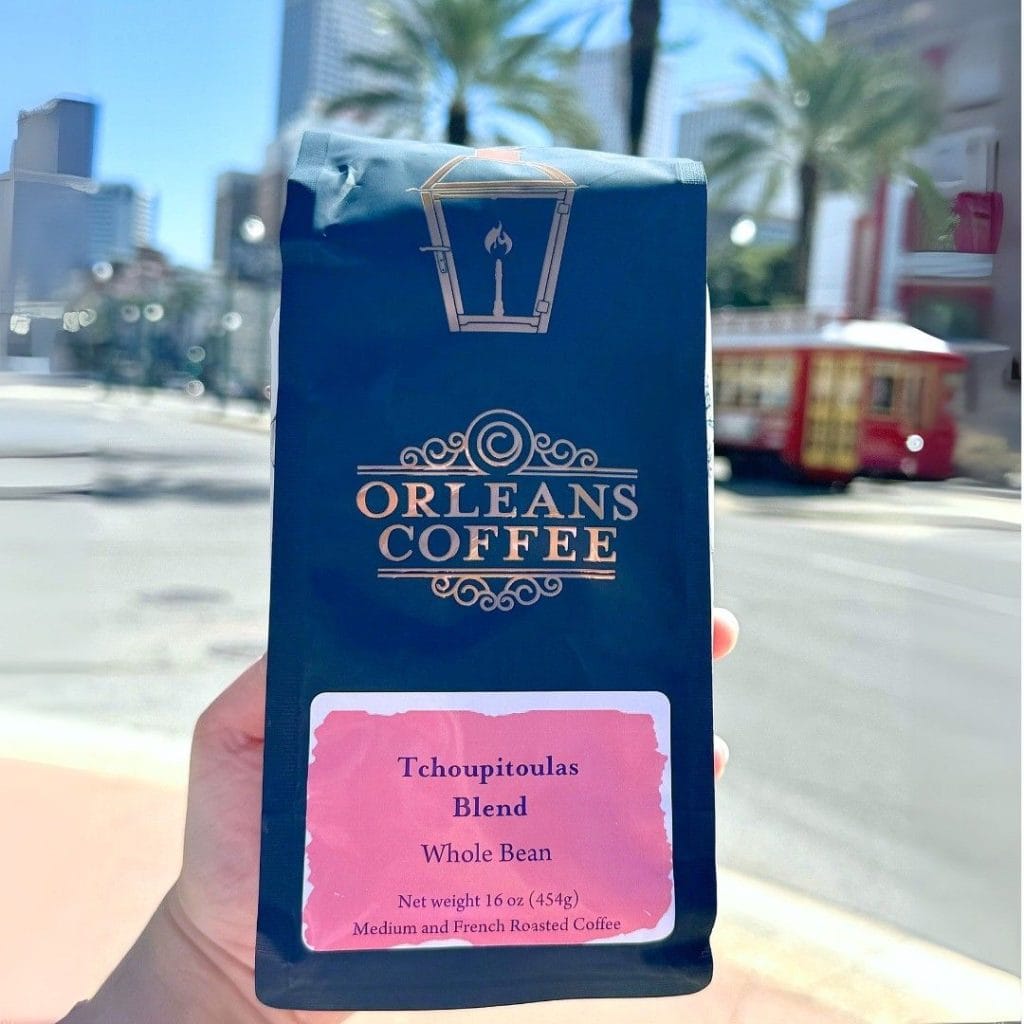 ORLEANS
COFFEE
Tchoupitoulas
Blend
Whole Bean
Net weight 16 oz (454g)
Medium and French Roasted Coffee